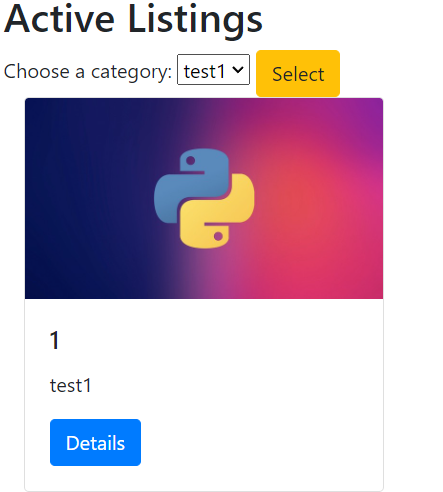 Active Listings
Choose a category: test1 Select
1
test1
Details